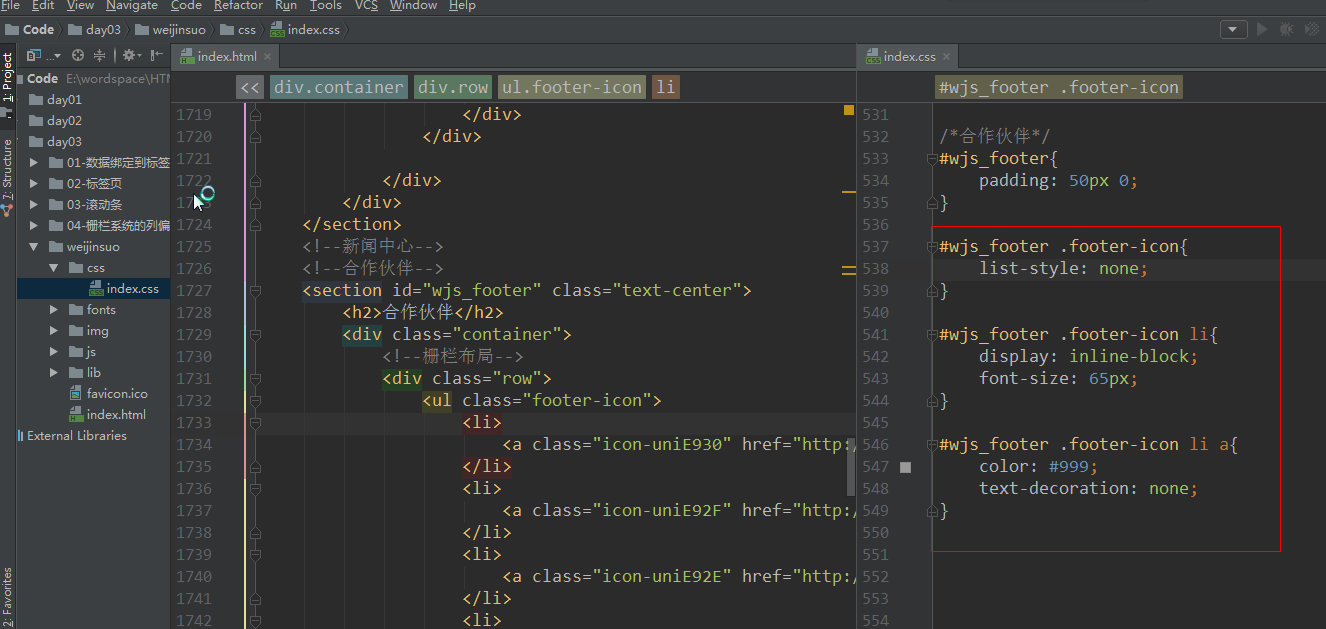 File Edit View Navigate Code Refactor Run Tools VCS Window Help
Code day03 weijinsuo css index.css
1: Project
7: Structure
2: Favorites
Code E:\wordspace\HTM
day01
day02
day03
01-数据绑定到标签
02-标签页
03-滚动条
04-栅栏系统的列偏
weijinsuo
css
index.css
fonts
img
js
lib
favicon.ico
index.html
External Libraries
index.html
<< div.container div.row ul.footer-icon li
1719 </div>
1720 </div>
1721
1722 </div>
1723 </div>
1724 </section>
1725 <!--新闻中心-->
1726 <!--合作伙伴-->
1727 <section id="wjs_footer" class="text-center">
1728 <h2>合作伙伴</h2>
1729 <div class="container">
1730 <!--栅栏布局-->
1731 <div class="row">
1732 <ul class="footer-icon">
1733 <li>
1734 <a class="icon-uniE930" href="http:/
1735 </li>
1736 <li>
1737 <a class="icon-uniE92F" href="http:/
1738 </li>
1739 <li>
1740 <a class="icon-uniE92E" href="http:/
1741 </li>
1742 <li>
index.css
#wjs_footer .footer-icon
531
532 /*合作伙伴*/
533 #wjs_footer{
534 padding: 50px 0;
535 }
536
537 #wjs_footer .footer-icon{
538 list-style: none;
539 }
540
541 #wjs_footer .footer-icon li{
542 display: inline-block;
543 font-size: 65px;
544 }
545
546 #wjs_footer .footer-icon li a{
547 color: #999;
548 text-decoration: none;
549 }
550
551
552
553
554